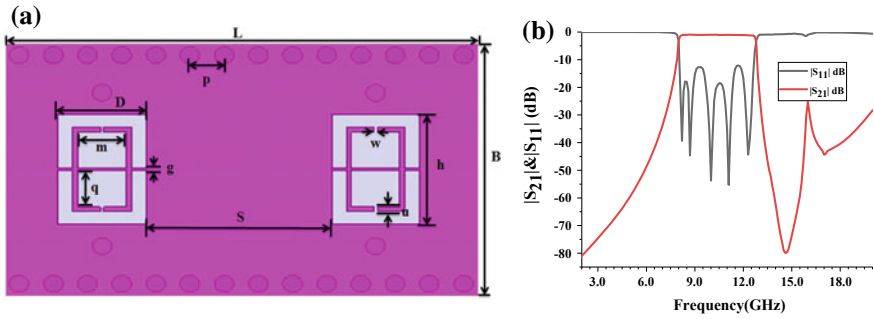 (a)
L
p
D
m
w
g
h
B
q
u
S
(b)
0
-10
-20
-30
-40
-50
-60
-70
-80
|S21|&|S11| (dB)
|S11| dB
|S21| dB
3.0 6.0 9.0 12.0 15.0 18.0
Frequency(GHz)